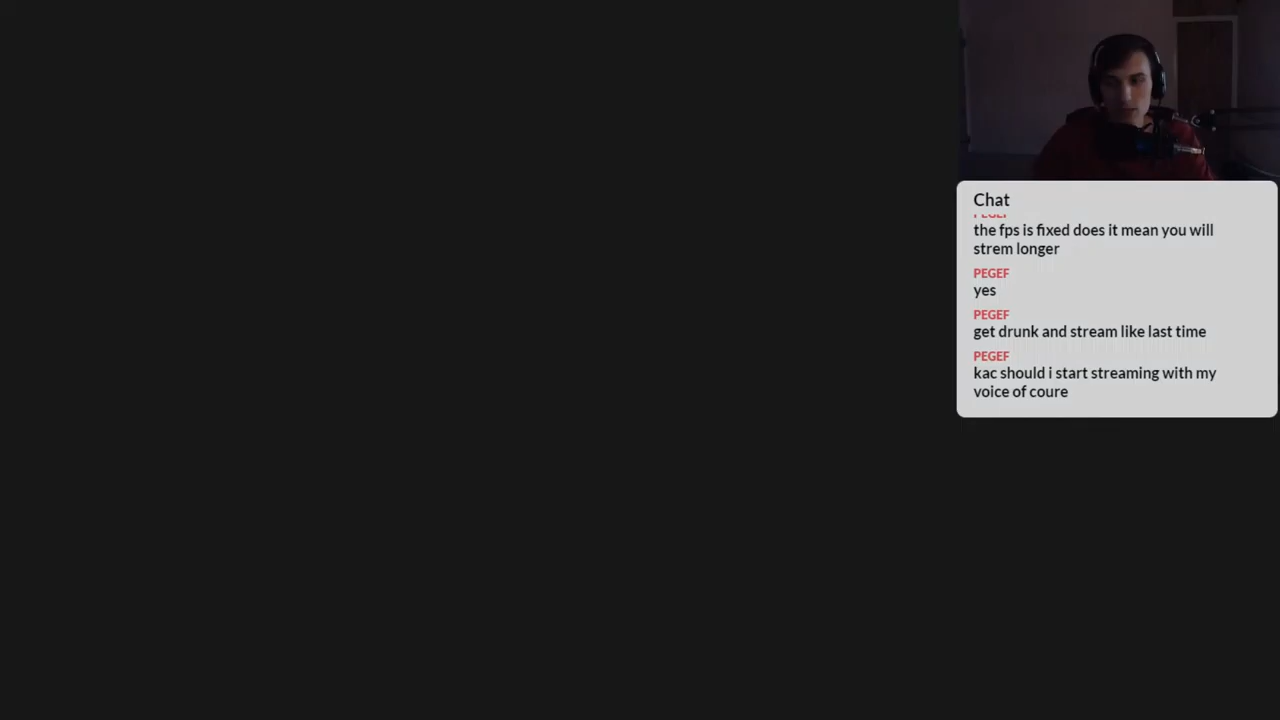 Chat
PEGEF
the fps is fixed does it mean you will
strem longer
PEGEF
yes
PEGEF
get drunk and stream like last time
PEGEF
kac should i start streaming with my
voice of coure